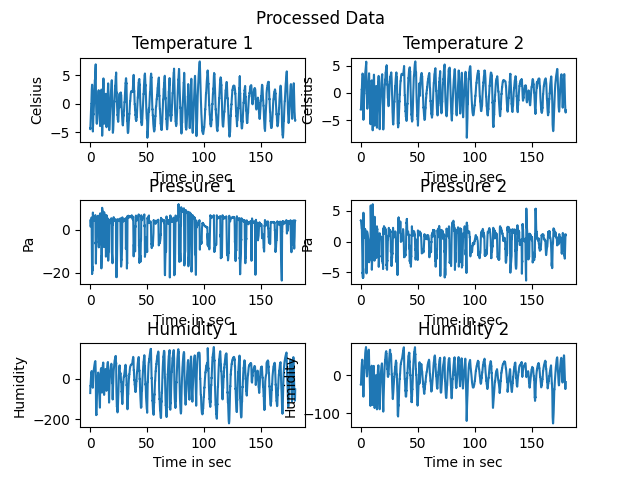 Processed Data
Temperature 1
Temperature 2
Celsius
5
0
−5
0
50
100
150
Time in sec
Celsius
5
0
−5
0
50
100
150
Time in sec
Pressure 1
Pressure 2
Pa
0
−20
0
50
100
150
Time in sec
Pa
5
0
−5
0
50
100
150
Time in sec
Humidity 1
Humidity 2
Humidity
0
−200
0
50
100
150
Time in sec
Humidity
0
−100
0
50
100
150
Time in sec